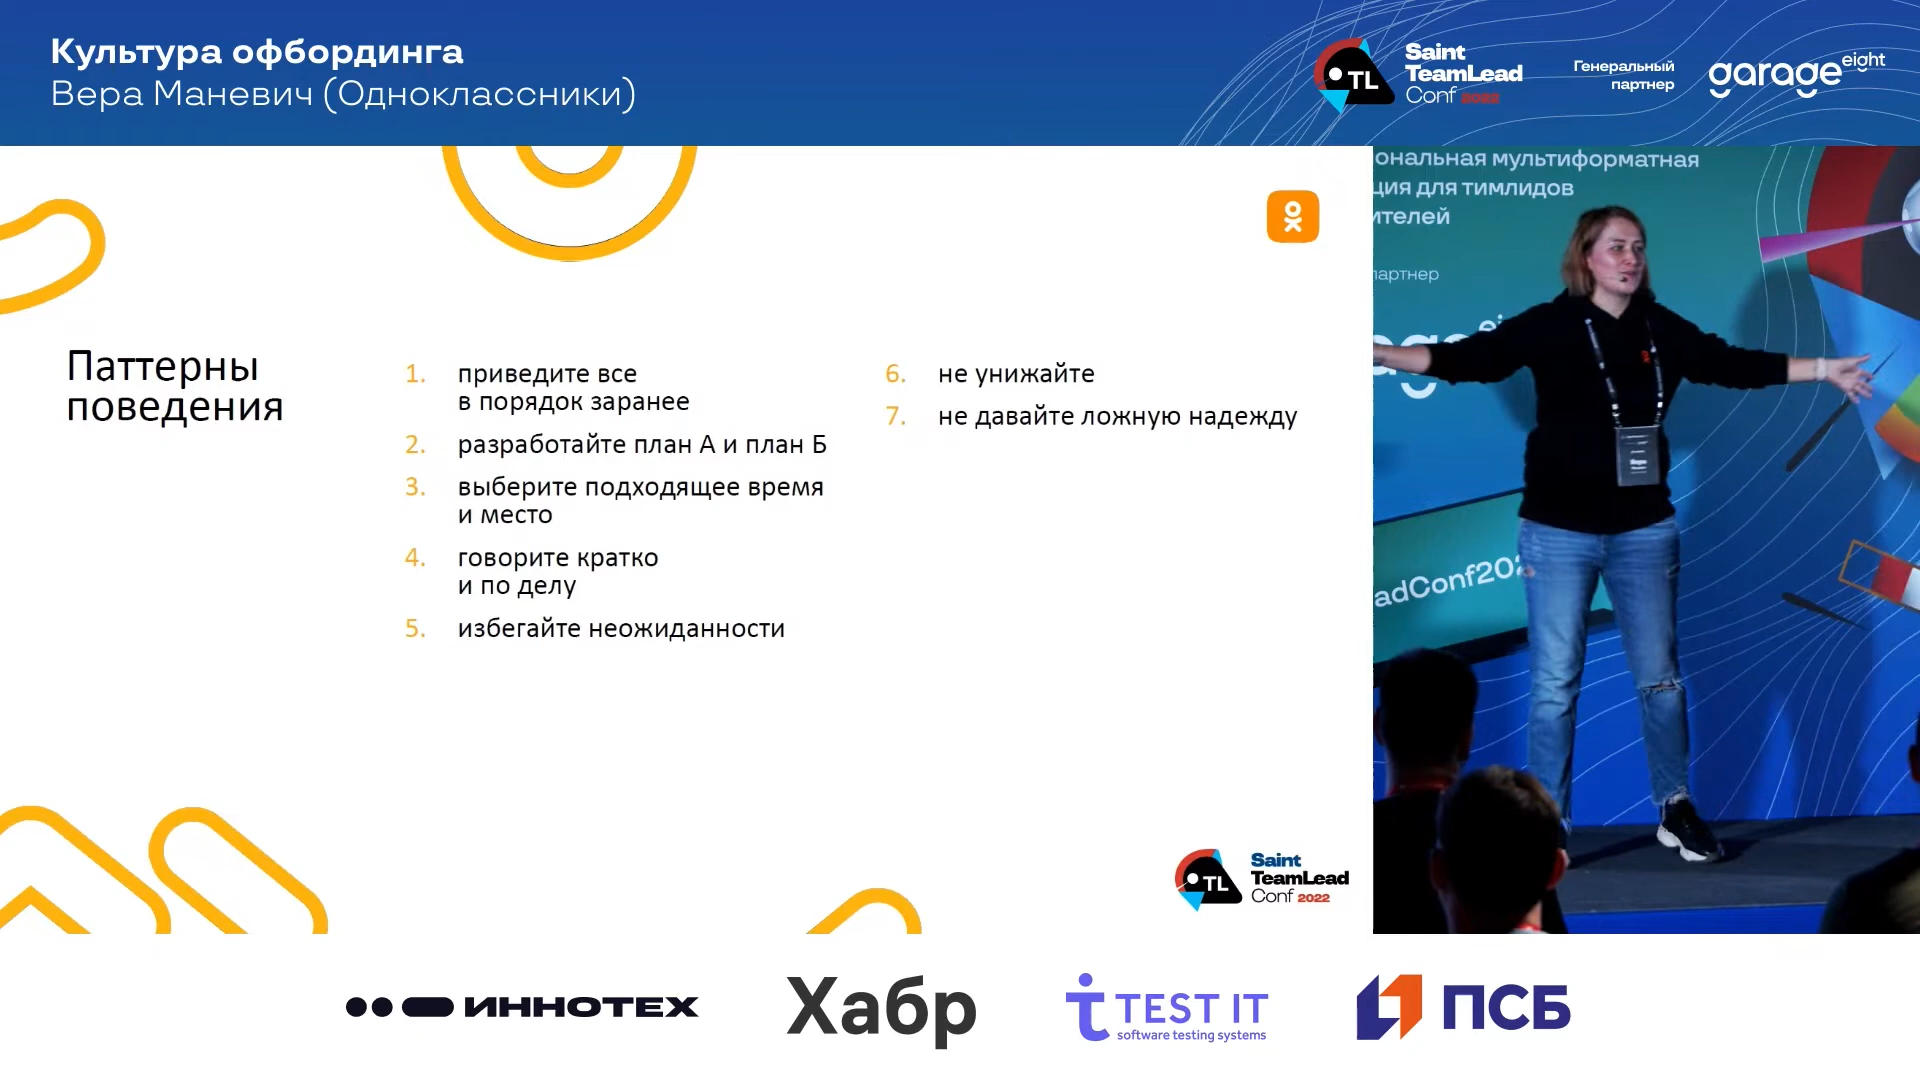 Культура офбординга
Вера Маневич (Одноклассники)
TL
Saint
TeamLead
Conf 2022
Генеральный
партнер
garage eight
Паттерны
поведения
1. приведите все
в порядок заранее
2. разработайте план А и план Б
3. выберите подходящее время
и место
4. говорите кратко
и по делу
5. избегайте неожиданности
6. не унижайте
7. не давайте ложную надежду
ональная мультиформатная
ция для тимлидов
ителей
партнер
adConf202
TL
Saint
TeamLead
Conf 2022
ИННОТЕХ
Хабр
TEST IT
software testing systems
ПСБ